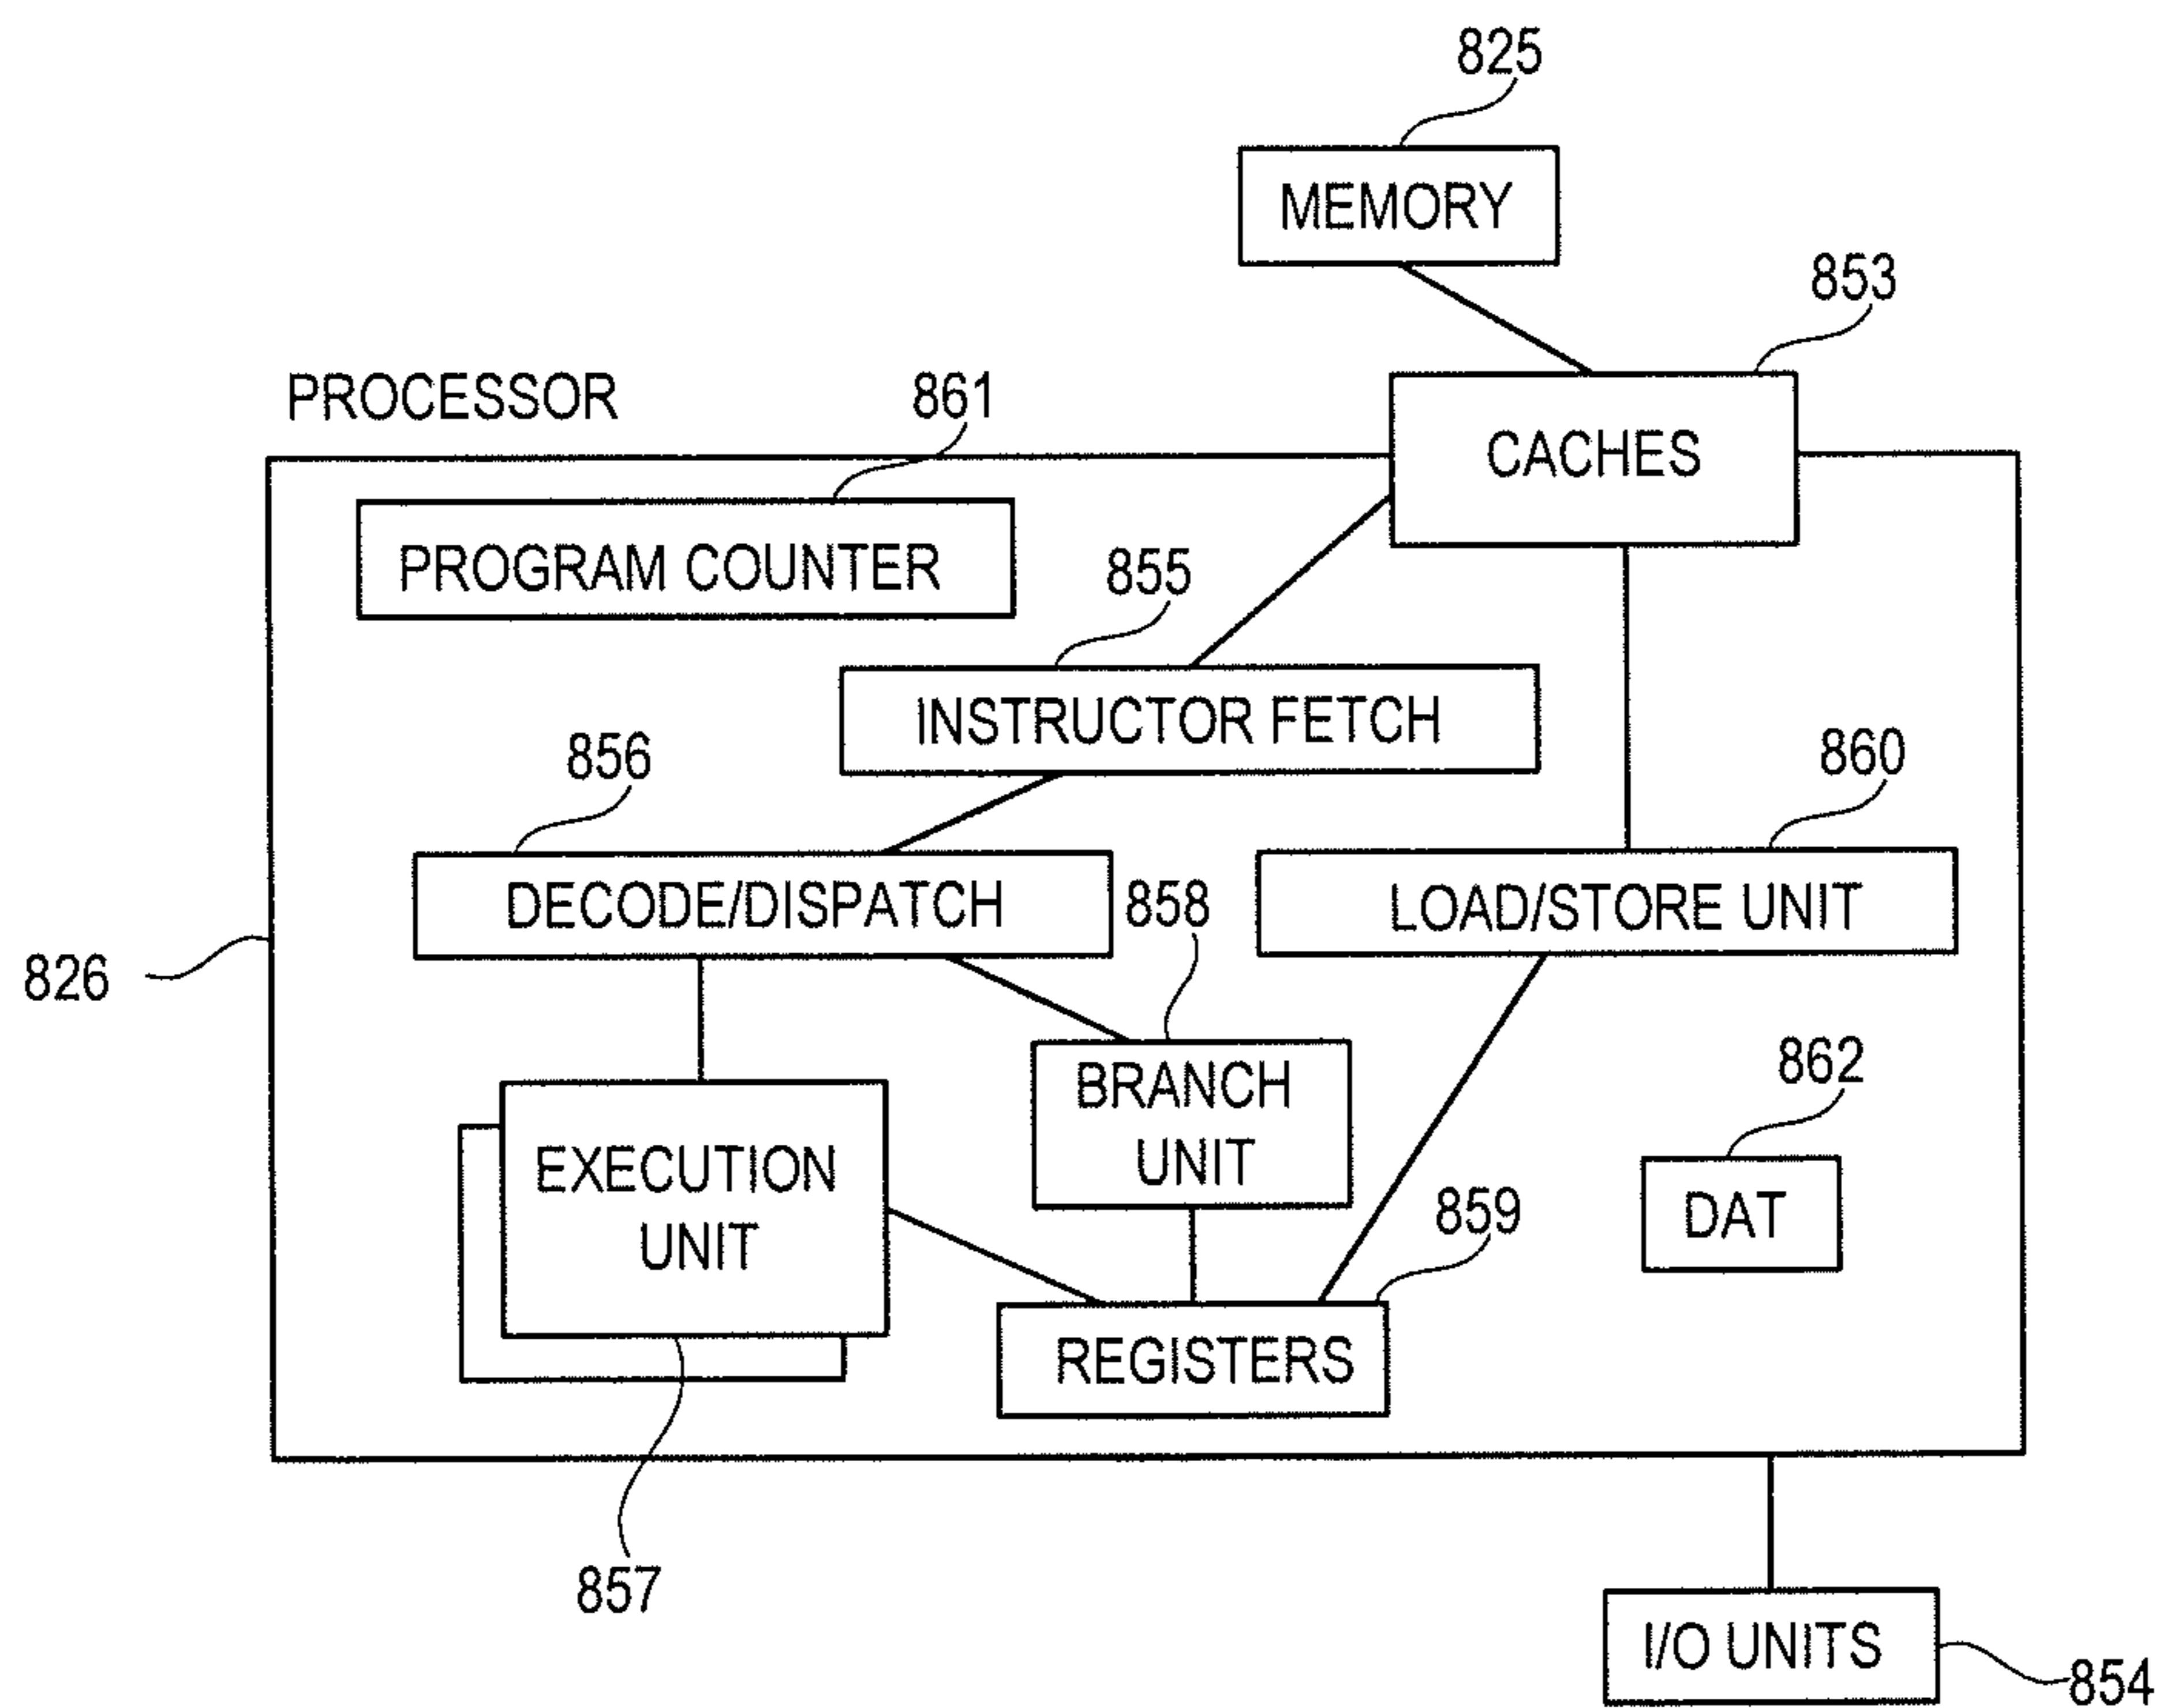 825
MEMORY
853
PROCESSOR
861
CACHES
PROGRAM COUNTER
855
INSTRUCTOR FETCH
856
860
DECODE/DISPATCH
858
LOAD/STORE UNIT
826
862
BRANCH
UNIT
EXECUTION
UNIT
859
DAT
REGISTERS
857
I/O UNITS
854